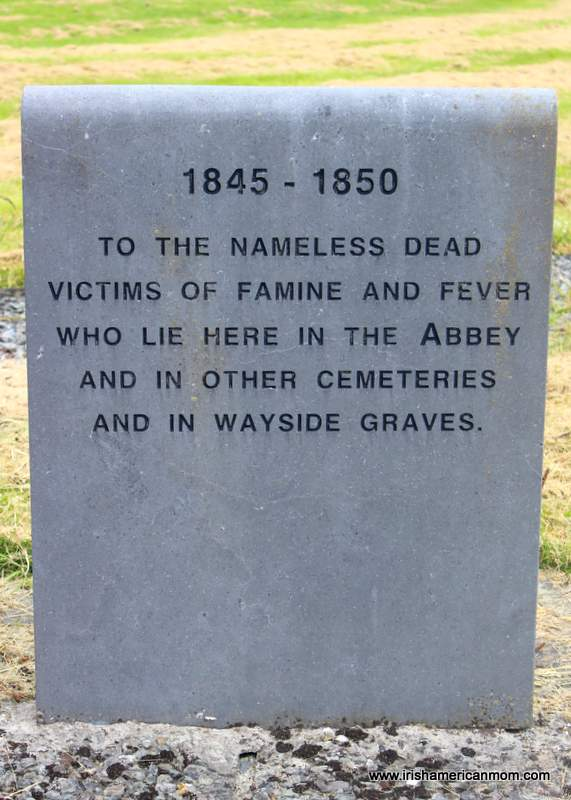 1845 - 1850
TO THE NAMELESS DEAD
VICTIMS OF FAMINE AND FEVER
WHO LIE HERE IN THE ABBEY
AND IN OTHER CEMETERIES
AND IN WAYSIDE GRAVES.
www.irishamericanmom.com